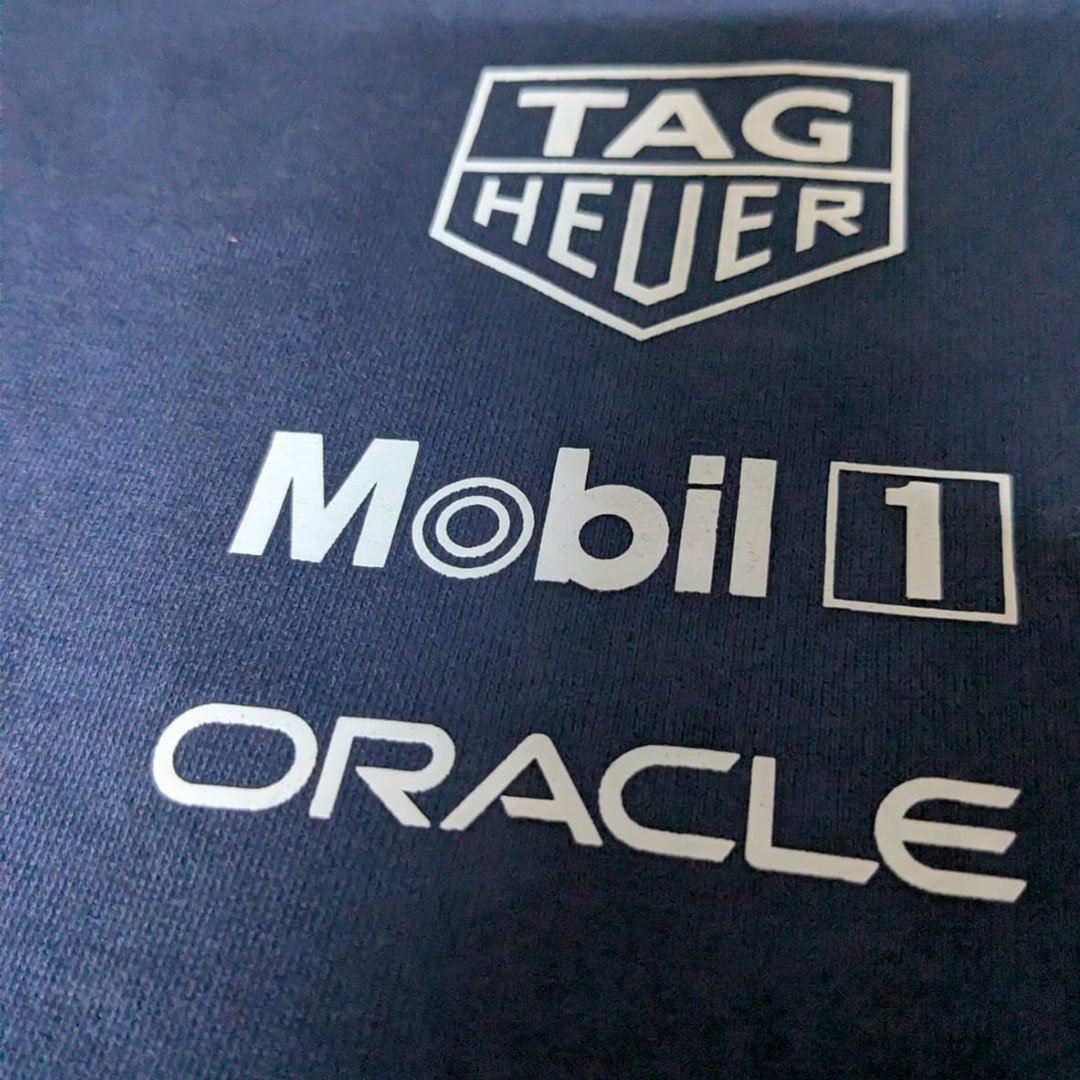 TAG
HEUER
Mobil 1
ORACLE